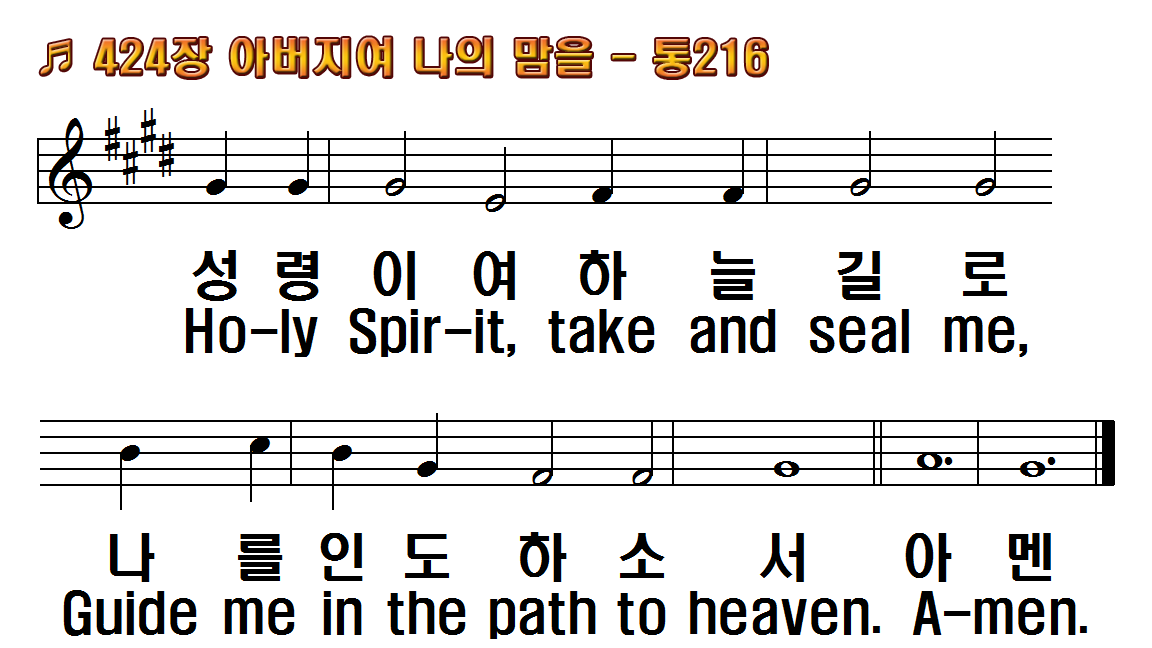 ♬ 424장 아버지여 나의 맘을 - 통216
성 령 이 여 하 늘 길 로
Ho-ly Spir-it, take and seal me,
나 를 인 도 하 소 서 아 멘
Guide me in the path to heaven. A-men.